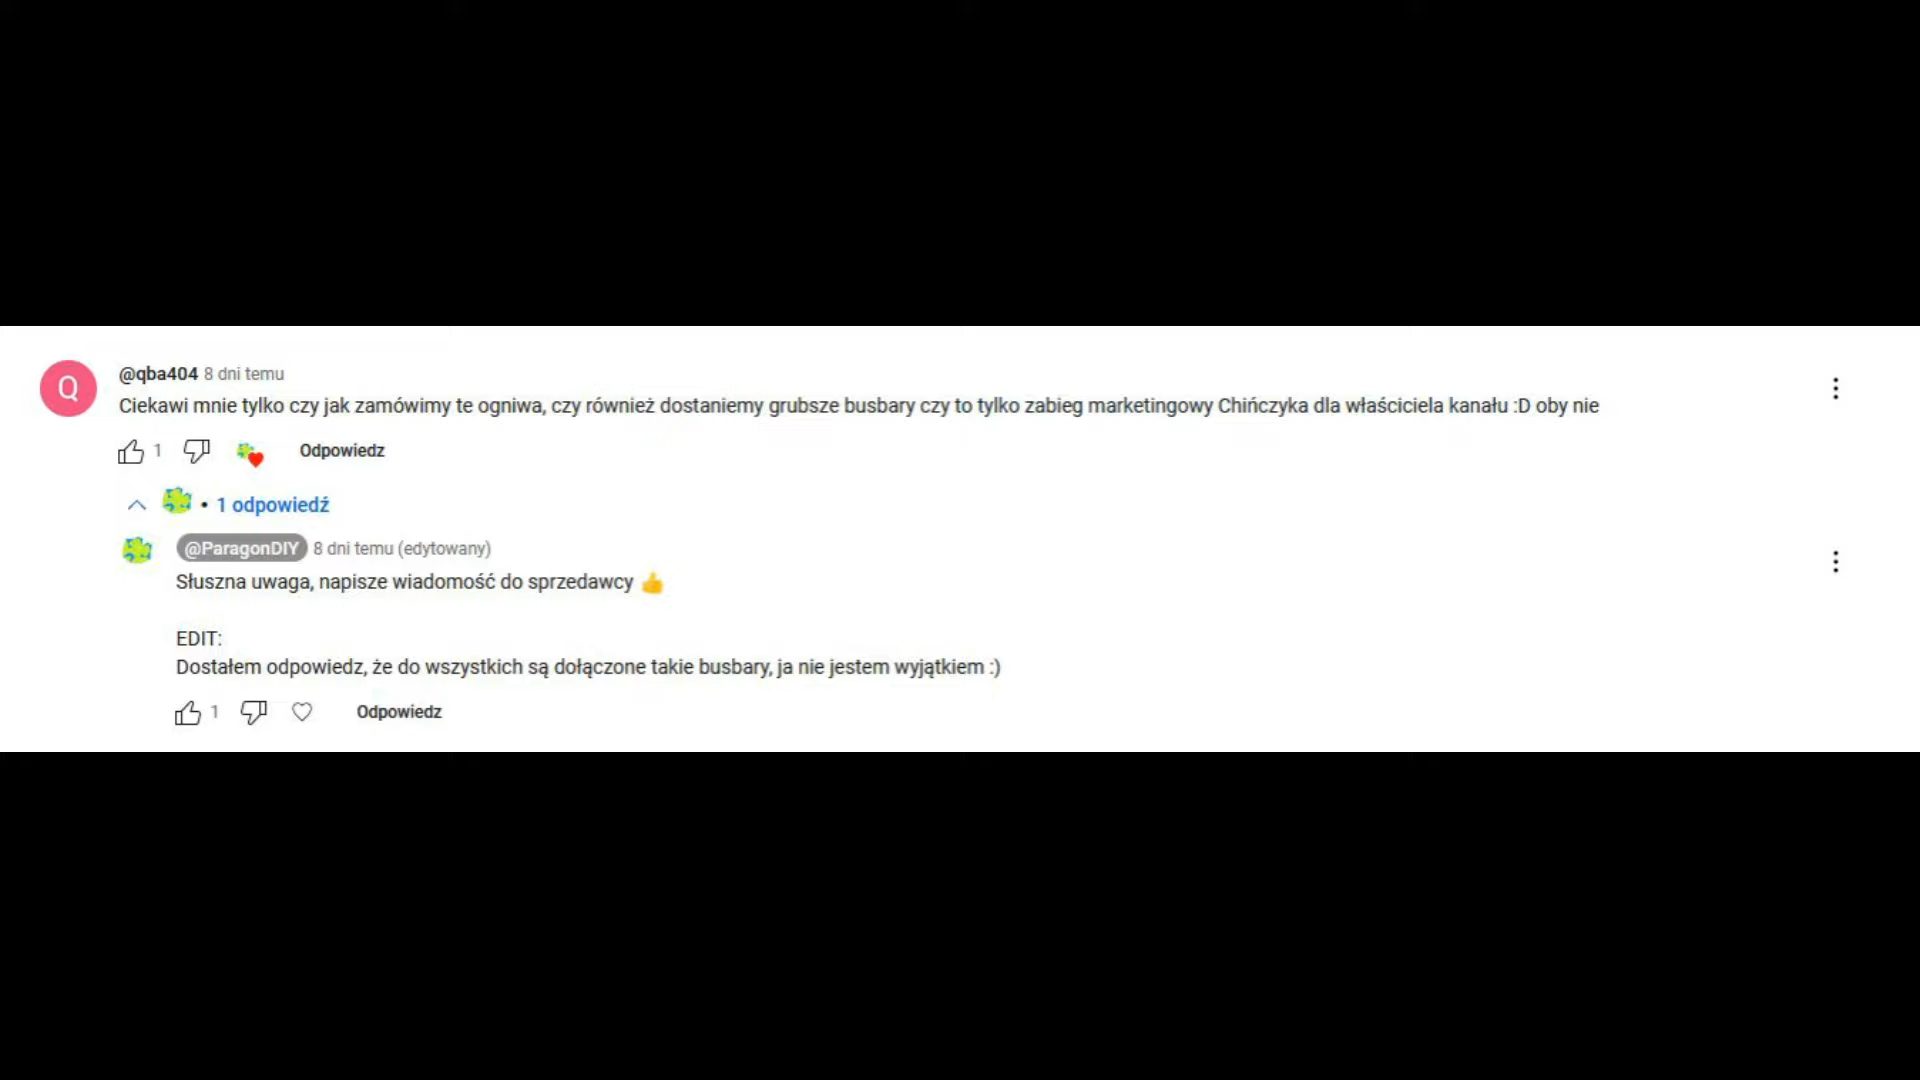 Q
@qba404 8 dni temu
Ciekawi mnie tylko czy jak zamówimy te ogniwa, czy również dostaniemy grubsze busbary czy to tylko zabieg marketingowy Chińczyka dla właściciela kanału :D oby nie
1 Odpowiedz
• 1 odpowiedź
@ParagonDIY 8 dni temu (edytowany)
Słuszna uwaga, napisze wiadomość do sprzedawcy 👍
EDIT:
Dostałem odpowiedz, że do wszystkich są dołączone takie busbary, ja nie jestem wyjątkiem :)
1 Odpowiedz